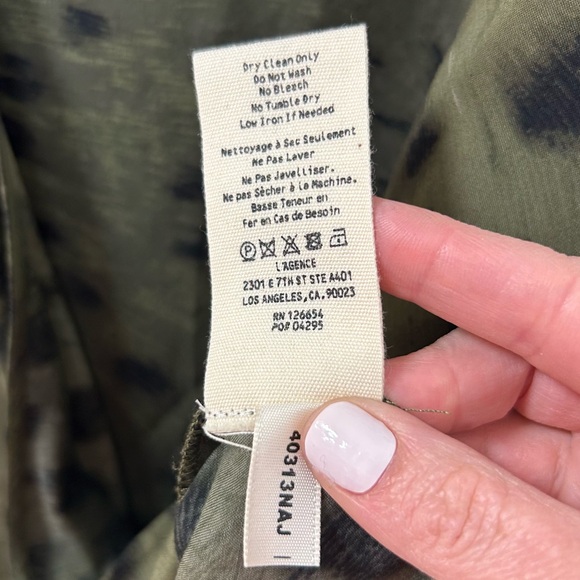 Dry Clean Only
Do Not Wash
No Bleach
No Tumble Dry
Low Iron If Needed
Nettoyage à Sac Seulement
Ne Pas Laver
Ne Pas Javelliser.
Ne pas Sècher à la Machine.
Basse Teneur en
Fer en Cas de Besoin
P
L'AGENCE
2301 E 7TH ST STE A401
LOS ANGELES, CA. 90023
RN 126654
PO# 04295
40313NAJ